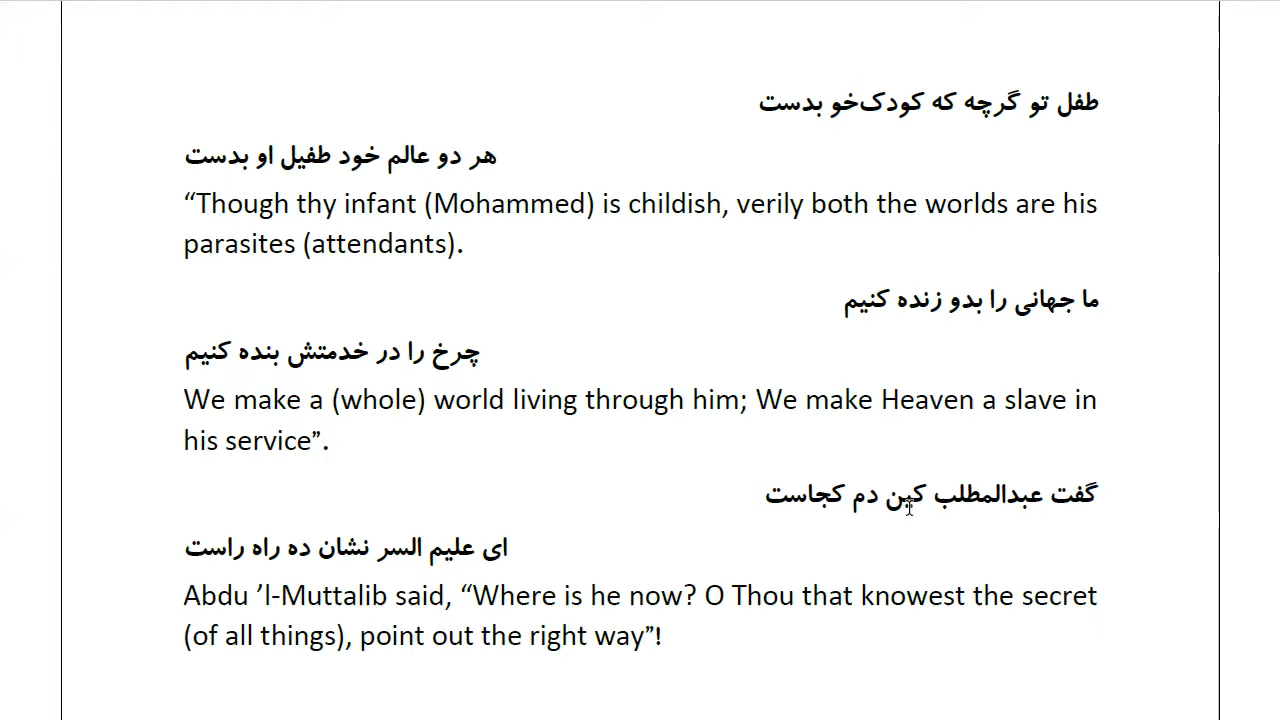 طفل تو گرچه که کودک‌خو بدست
هر دو عالم خود طفیل او بدست
“Though thy infant (Mohammed) is childish, verily both the worlds are his
parasites (attendants).
ما جهانی را بدو زنده کنیم
چرخ را در خدمتش بنده کنیم
We make a (whole) world living through him; We make Heaven a slave in
his service”.
گفت عبدالمطلب کین دم کجاست
ای علیم السر نشان ده راه راست
Abdu ’l-Muttalib said, “Where is he now? O Thou that knowest the secret
(of all things), point out the right way”!